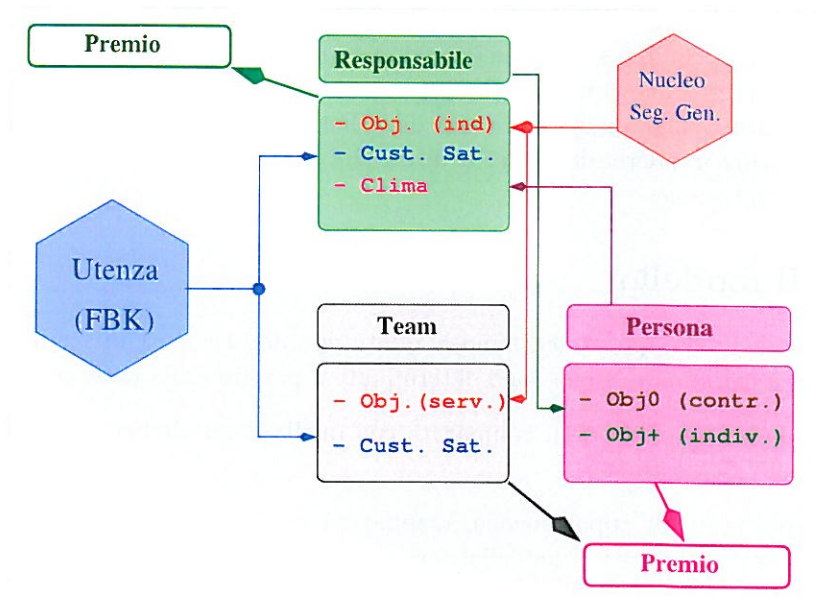 Premio
Responsabile
Nucleo
Seg. Gen.
- Obj. (ind)
- Cust. Sat.
- Clima
Utenza
(FBK)
Team
Persona
- Obj.(serv.)
- Cust. Sat.
- Obj0 (contr.)
- Obj+ (indiv.)
Premio